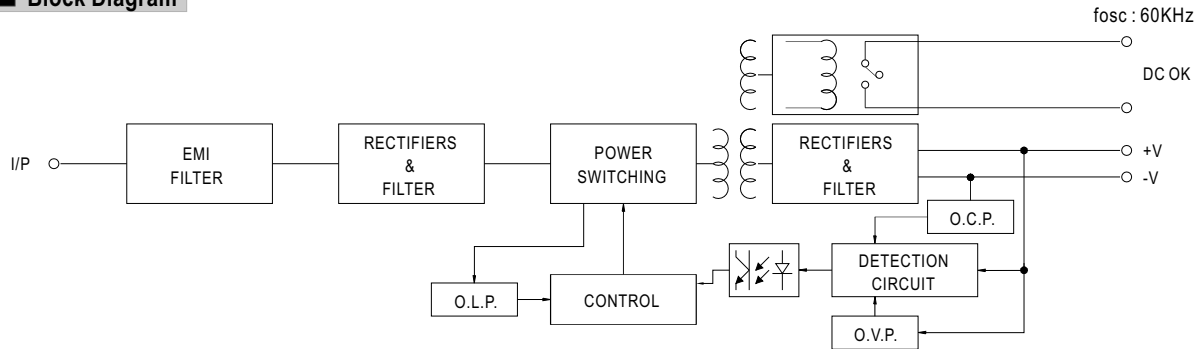 Block Diagram
fosc : 60KHz
DC OK
I/P
EMI
FILTER
RECTIFIERS
&
FILTER
POWER
SWITCHING
RECTIFIERS
&
FILTER
+V
-V
O.C.P.
DETECTION
CIRCUIT
O.L.P.
CONTROL
O.V.P.